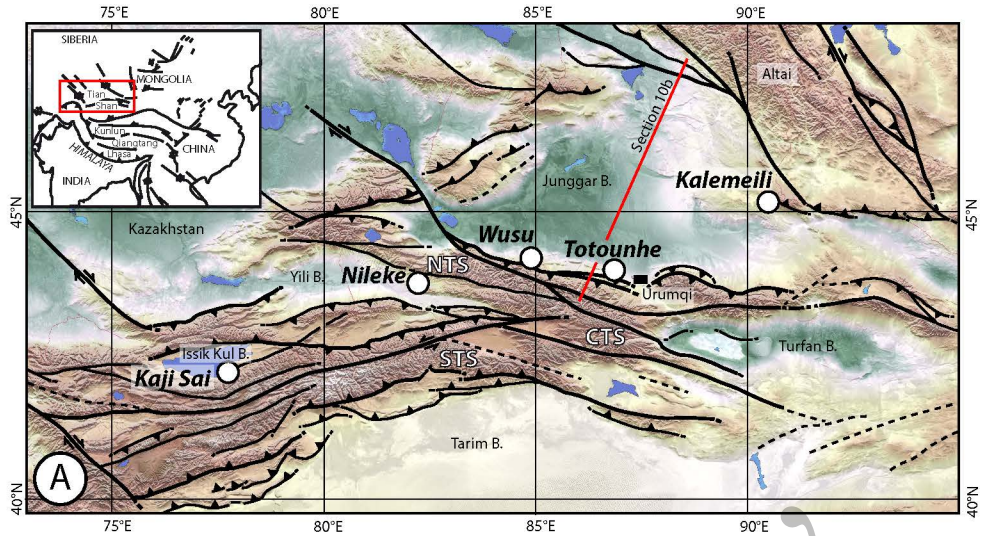 80°E
85°E
90°E
SIBERIA
MONGOLIA
Tian
Shan
Kunlun
Qiangtang
Lhasa
HIMALAYA
CHINA
INDIA
Altai
Section 10b
Junggar B.
Kalemeili
45°N
45°N
Kazakhstan
Wusu
Totounhe
NTS
Yili B.
Nileke
Urumqi
CTS
Turfan B.
Issik Kul B.
STS
Kaji Sai
Tarim B.
A
40°N
40°N
75°E
80°E
85°E
90°E